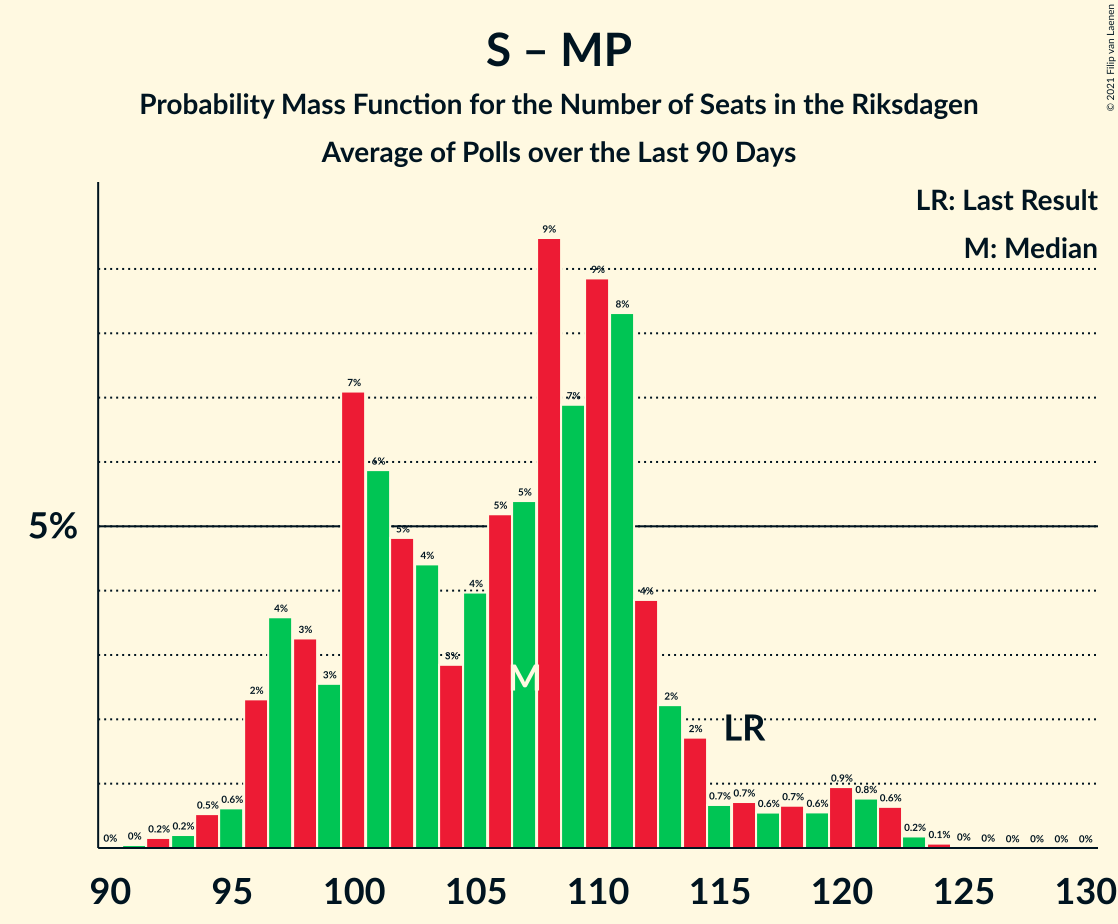 S – MP
Probability Mass Function for the Number of Seats in the Riksdagen
Average of Polls over the Last 90 Days
© 2021 Filip van Laenen
LR: Last Result
M: Median
5%
0% 0% 0.2% 0.2% 0.5% 0.6% 2% 4% 3% 3% 7% 6% 5% 4% 3% 4% 5% 5% 9% 7% 9% 8% 4% 2% 2% 0.7% 0.7% 0.6% 0.7% 0.6% 0.9% 0.8% 0.6% 0.2% 0.1% 0% 0% 0% 0% 0% 0%
M
LR
90 95 100 105 110 115 120 125 130